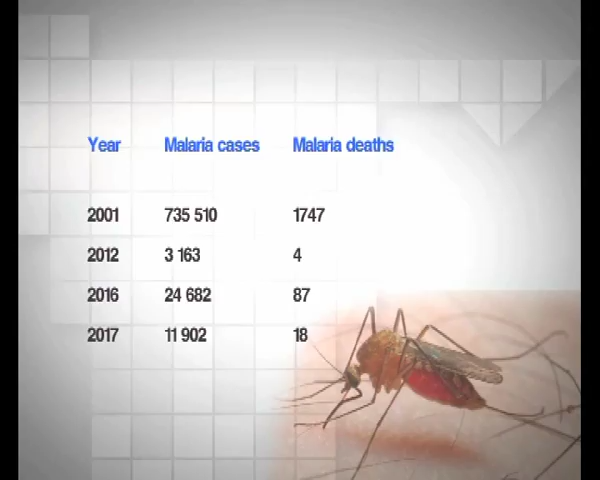 Year Malaria cases Malaria deaths
2001 735 510 1747
2012 3 163 4
2016 24 682 87
2017 11 902 18